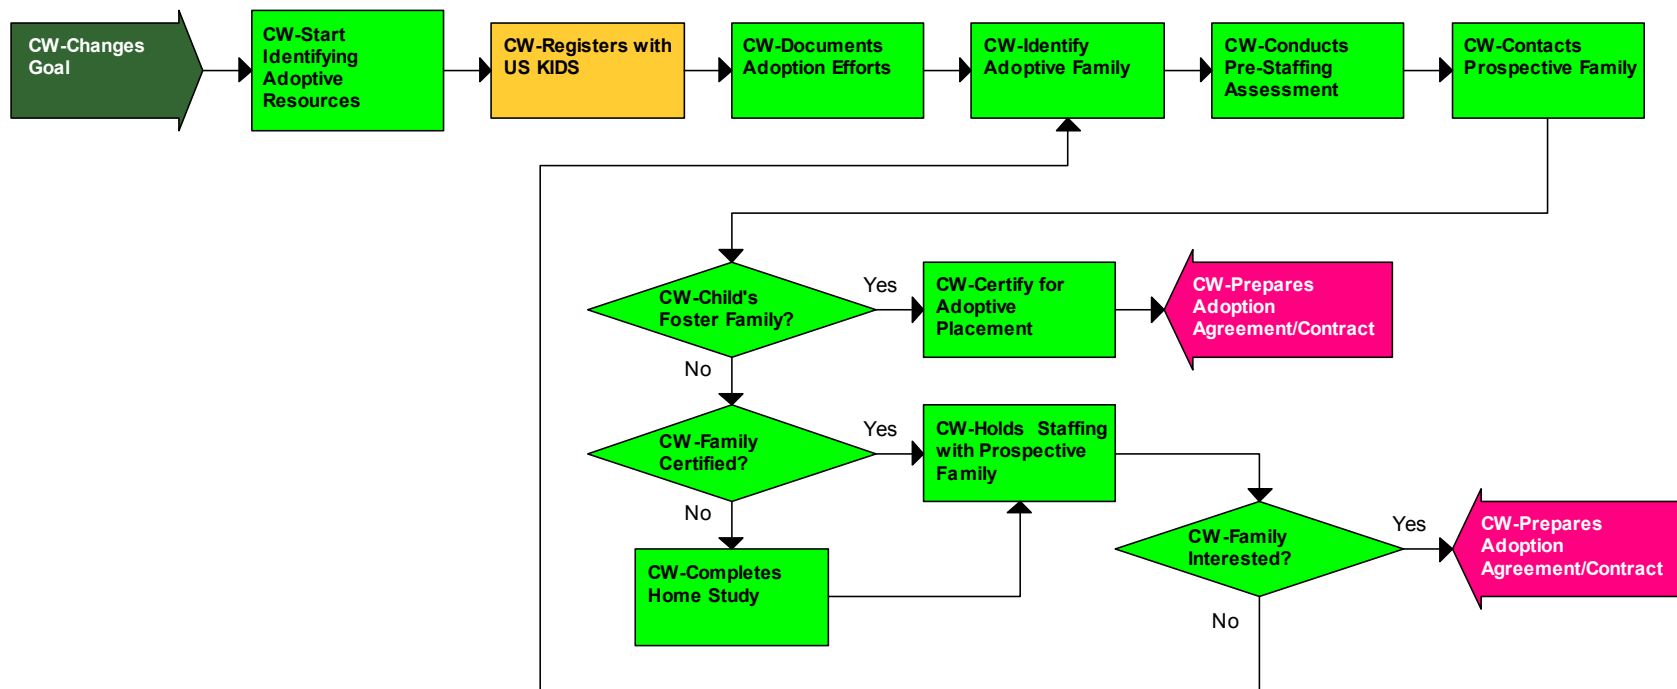 CW-Changes
Goal
CW-Start
Identifying
Adoptive
Resources
CW-Registers with
US KIDS
CW-Documents
Adoption Efforts
CW-Identify
Adoptive Family
CW-Conducts
Pre-Staffing
Assessment
CW-Contacts
Prospective Family
CW-Child's
Foster Family?
Yes
CW-Certify for
Adoptive
Placement
CW-Prepares
Adoption
Agreement/Contract
No
CW-Family
Certified?
Yes
CW-Holds Staffing
with Prospective
Family
No
CW-Completes
Home Study
CW-Family
Interested?
Yes
CW-Prepares
Adoption
Agreement/Contract
No